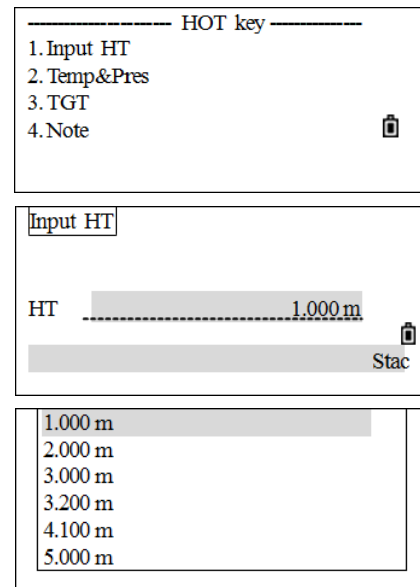 HOT key
1. Input HT
2. Temp&Pres
3. TGT
4. Note
Input HT
HT 1.000 m
Stac
1.000 m
2.000 m
3.000 m
3.200 m
4.100 m
5.000 m